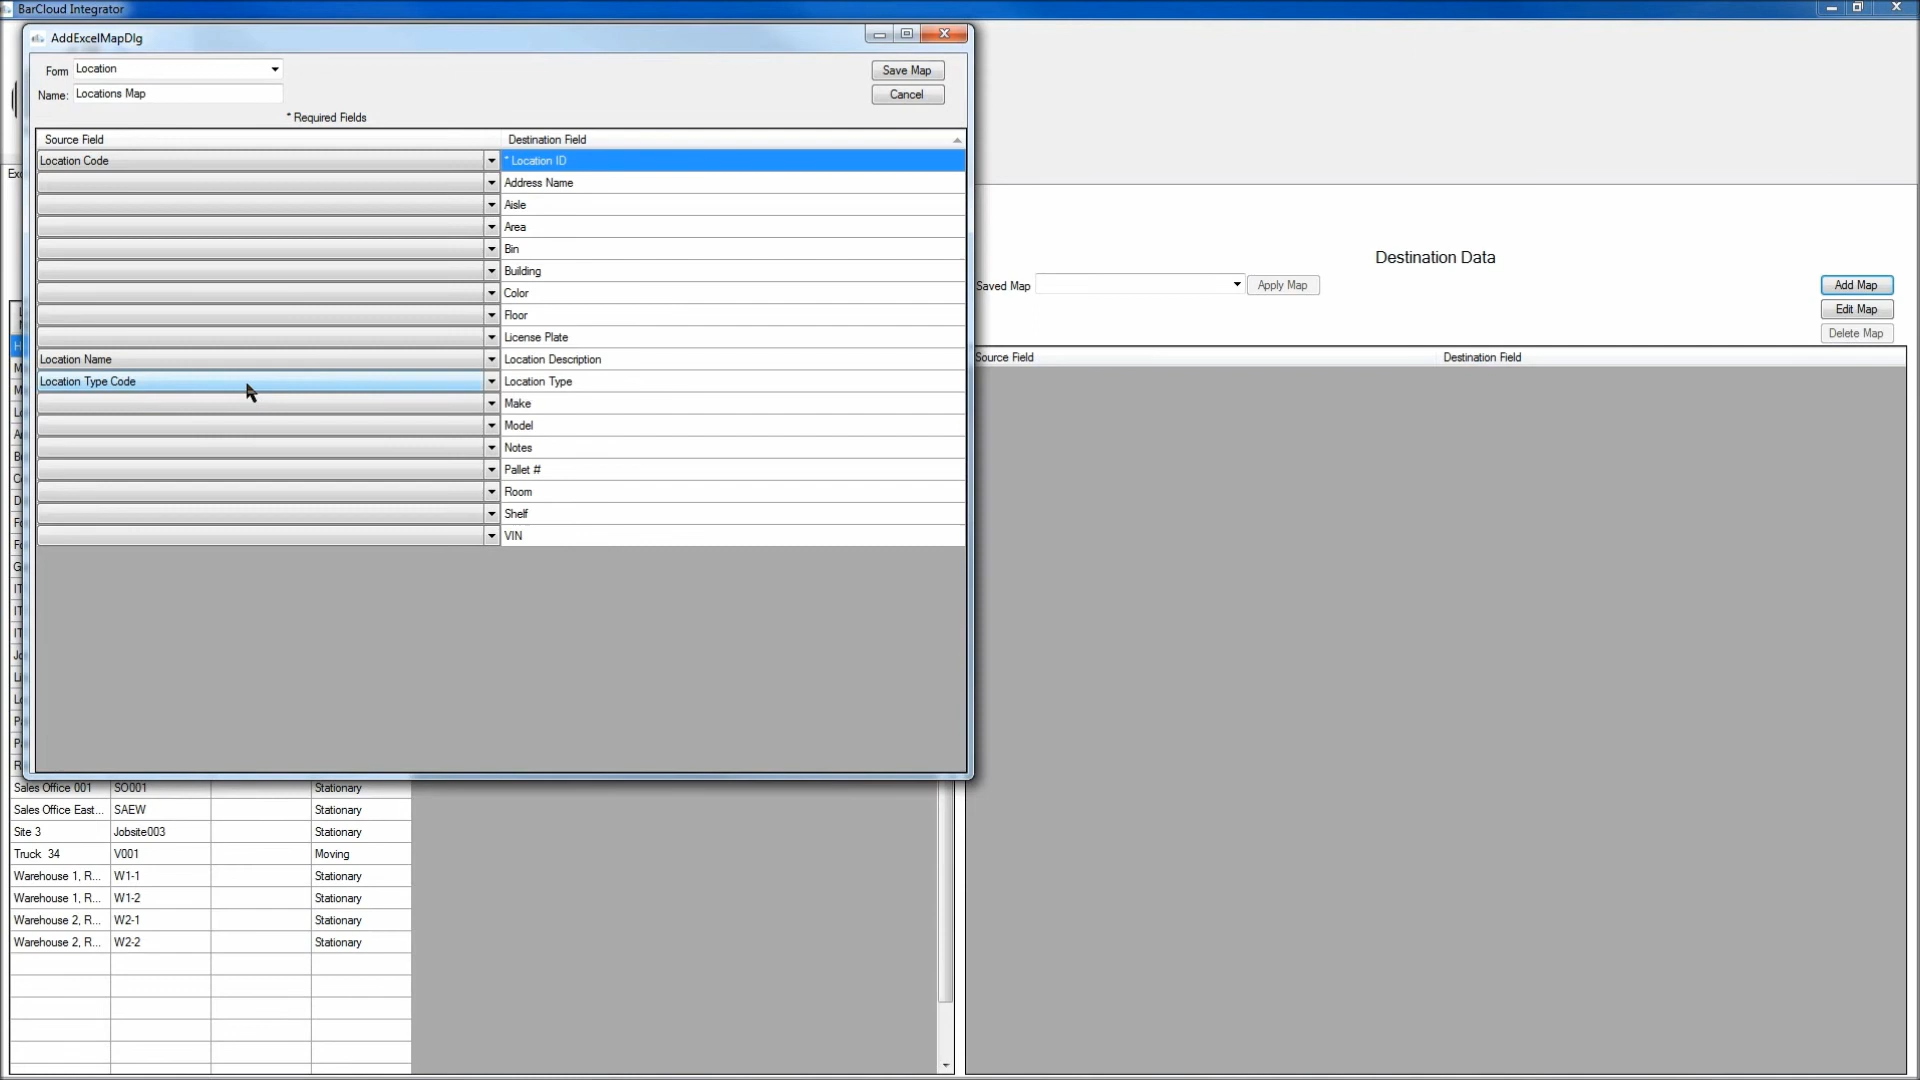 BarCloud Integrator
AddExcelMapDlg
Form Location
Save Map
Name: Locations Map
Cancel
* Required Fields
Source Field Destination Field
Location Code * Location ID
Address Name
Aisle
Area
Bin
Building
Color
Floor
License Plate
Location Name Location Description
Location Type Code Location Type
Make
Model
Notes
Pallet #
Room
Shelf
VIN
Destination Data
Saved Map Apply Map
Add Map
Edit Map
Delete Map
Source Field Destination Field
Sales Office 001 SO001 Stationary
Sales Office East... SAEW Stationary
Site 3 Jobsite003 Stationary
Truck 34 V001 Moving
Warehouse 1, R... W1-1 Stationary
Warehouse 1, R... W1-2 Stationary
Warehouse 2, R... W2-1 Stationary
Warehouse 2, R... W2-2 Stationary